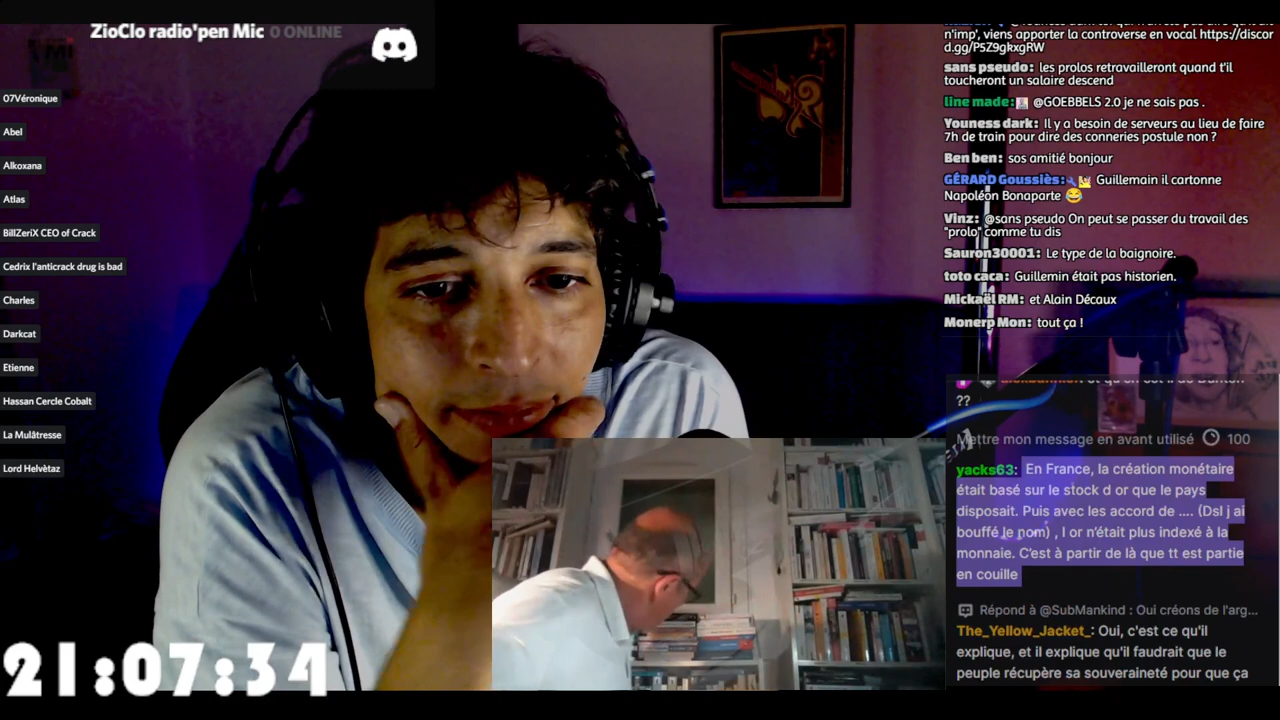 ZioClo radio'pen Mic 0 ONLINE
07Véronique
Abel
Alkoxana
Atlas
BillZeriX CEO of Crack
Cedrix l'anticrack drug is bad
Charles
Darkcat
Etienne
Hassan Cercle Cobalt
La Mulâtresse
Lord Helvètaz
21:07:34
n'imp', viens apporter la controverse en vocal https://discor
d.gg/P5Z9gkxgRW
sans pseudo: les prolos retravailleront quand t'il
toucheront un salaire descend
line made: @GOEBBELS 2.0 je ne sais pas .
Youness dark: Il y a besoin de serveurs au lieu de faire
7h de train pour dire des conneries postule non ?
Ben ben: sos amitié bonjour
GÉRARD Goussiès: Guillemain il cartonne
Napoléon Bonaparte 😂
Vinz: @sans pseudo On peut se passer du travail des
"prolo" comme tu dis
Sauron30001: Le type de la baignoire.
toto caca: Guillemin était pas historien.
Mickaël RM: et Alain Décaux
Monerp Mon: tout ça !
??
Mettre mon message en avant utilisé 100
yacks63: En France, la création monétaire
était basé sur le stock d or que le pays
disposait. Puis avec les accord de .... (Dsl j ai
bouffé le nom) , l or n'était plus indexé à la
monnaie. C'est à partir de là que tt est partie
en couille
Répond à @SubMankind : Oui créons de l'arg...
The_Yellow_Jacket_: Oui, c'est ce qu'il
explique, et il explique qu'il faudrait que le
peuple récupère sa souveraineté pour que ça